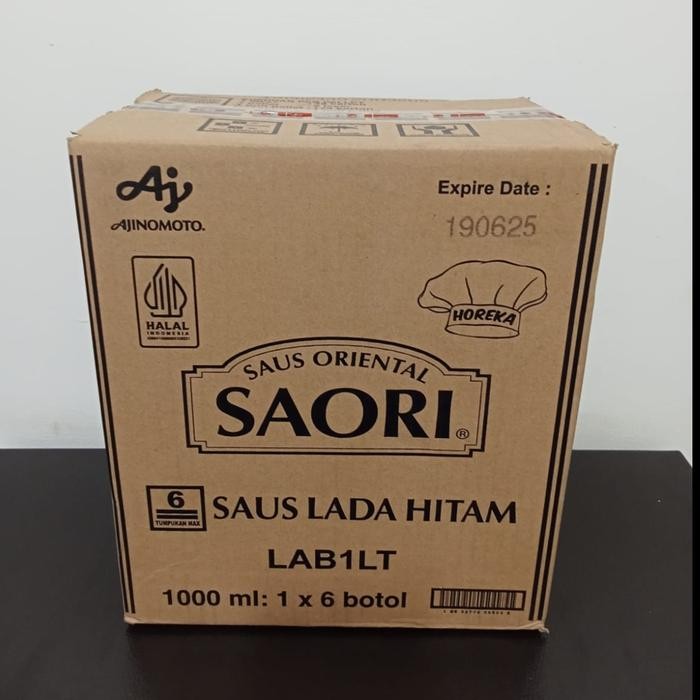 Aj
AJINOMOTO.
Expire Date :
190625
HALAL
INDONESIA
HOREKA
SAUS ORIENTAL
SAORI®
6
TUMPUKAN MAX
SAUS LADA HITAM
LAB1LT
1000 ml: 1 x 6 botol